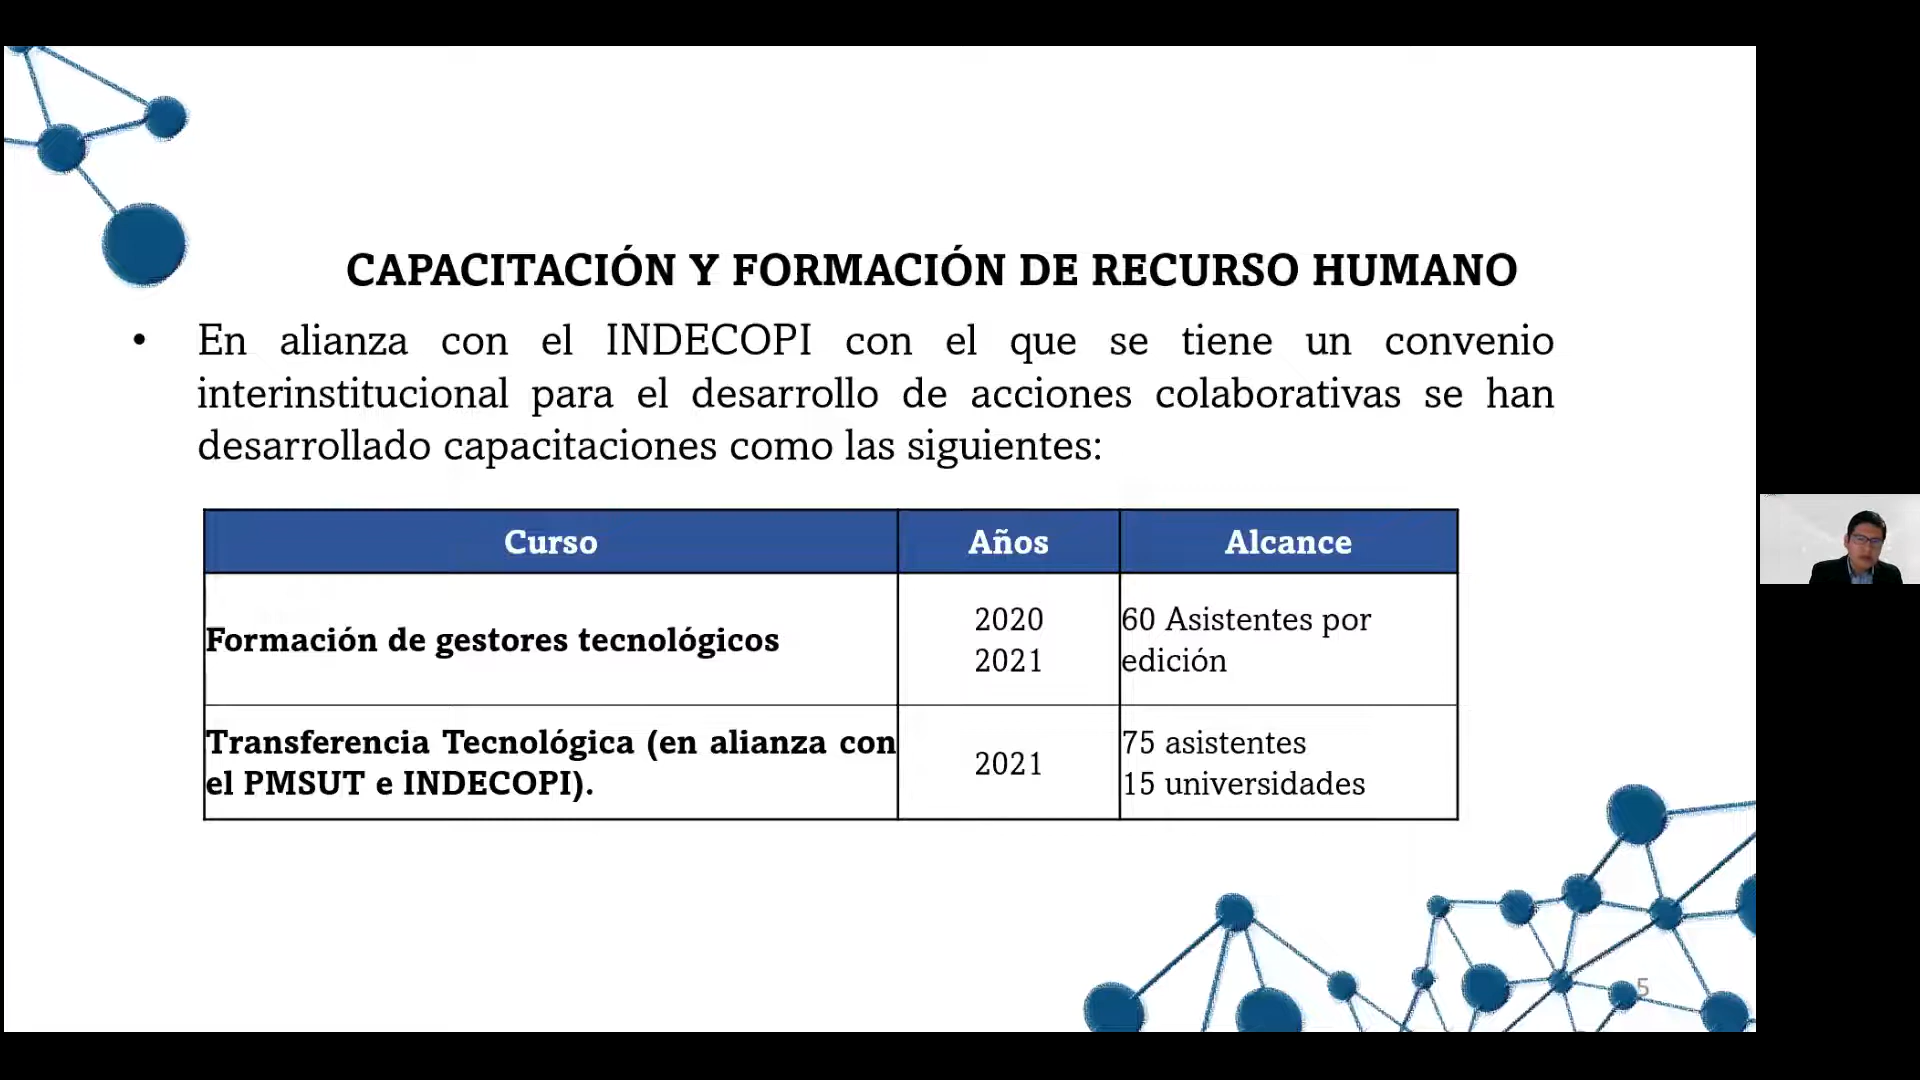 CAPACITACIÓN Y FORMACIÓN DE RECURSO HUMANO
• En alianza con el INDECOPI con el que se tiene un convenio
interinstitucional para el desarrollo de acciones colaborativas se han
desarrollado capacitaciones como las siguientes:
Curso Años Alcance
Formación de gestores tecnológicos
2020
2021
60 Asistentes por
edición
Transferencia Tecnológica (en alianza con
el PMSUT e INDECOPI).
2021
75 asistentes
15 universidades
5